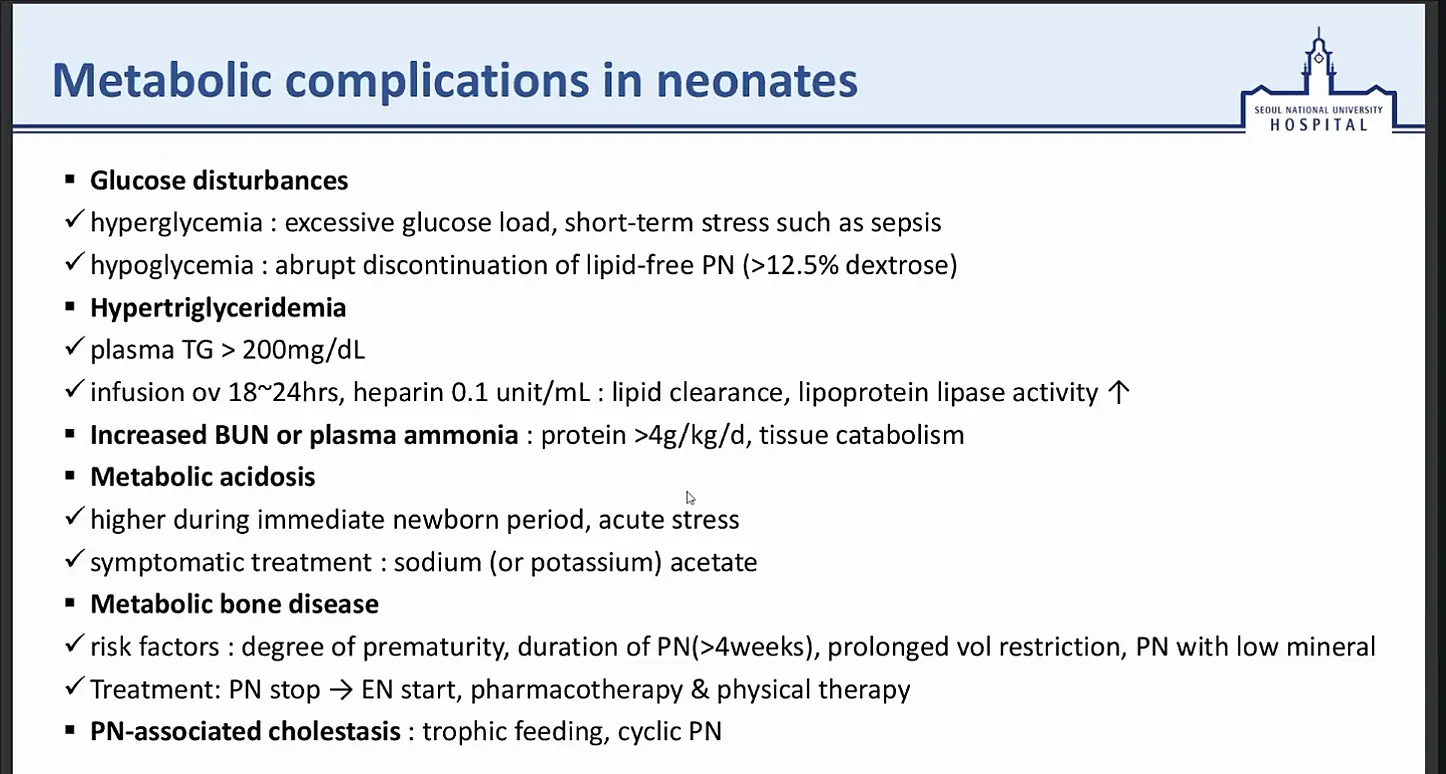 Metabolic complications in neonates
SEOUL NATIONAL UNIVERSITY
HOSPITAL
▪ Glucose disturbances
✓ hyperglycemia : excessive glucose load, short-term stress such as sepsis
✓ hypoglycemia : abrupt discontinuation of lipid-free PN (>12.5% dextrose)
▪ Hypertriglyceridemia
✓ plasma TG > 200mg/dL
✓ infusion ov 18~24hrs, heparin 0.1 unit/mL : lipid clearance, lipoprotein lipase activity ↑
▪ Increased BUN or plasma ammonia : protein >4g/kg/d, tissue catabolism
▪ Metabolic acidosis
✓ higher during immediate newborn period, acute stress
✓ symptomatic treatment : sodium (or potassium) acetate
▪ Metabolic bone disease
✓ risk factors : degree of prematurity, duration of PN(>4weeks), prolonged vol restriction, PN with low mineral
✓ Treatment: PN stop → EN start, pharmacotherapy & physical therapy
▪ PN-associated cholestasis : trophic feeding, cyclic PN